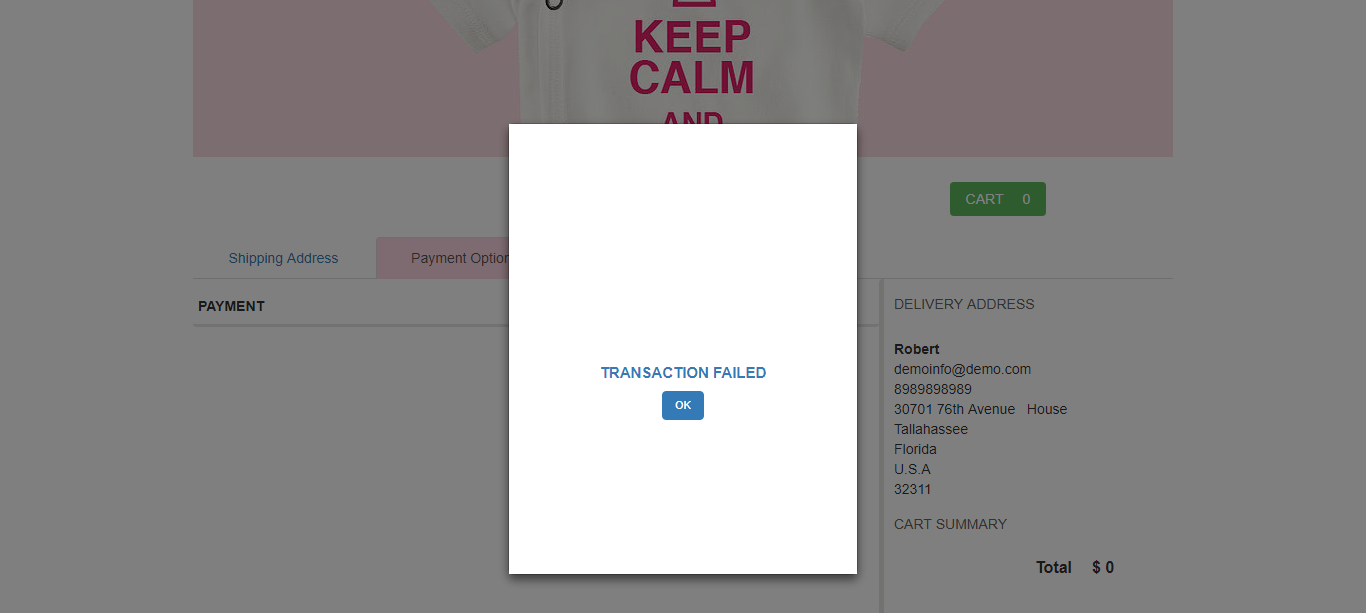 KEEP
CALM
AND
CART 0
Shipping Address
Payment Option
PAYMENT
TRANSACTION FAILED
OK
DELIVERY ADDRESS
Robert
demoinfo@demo.com
8989898989
30701 76th Avenue House
Tallahassee
Florida
U.S.A
32311
CART SUMMARY
Total $ 0